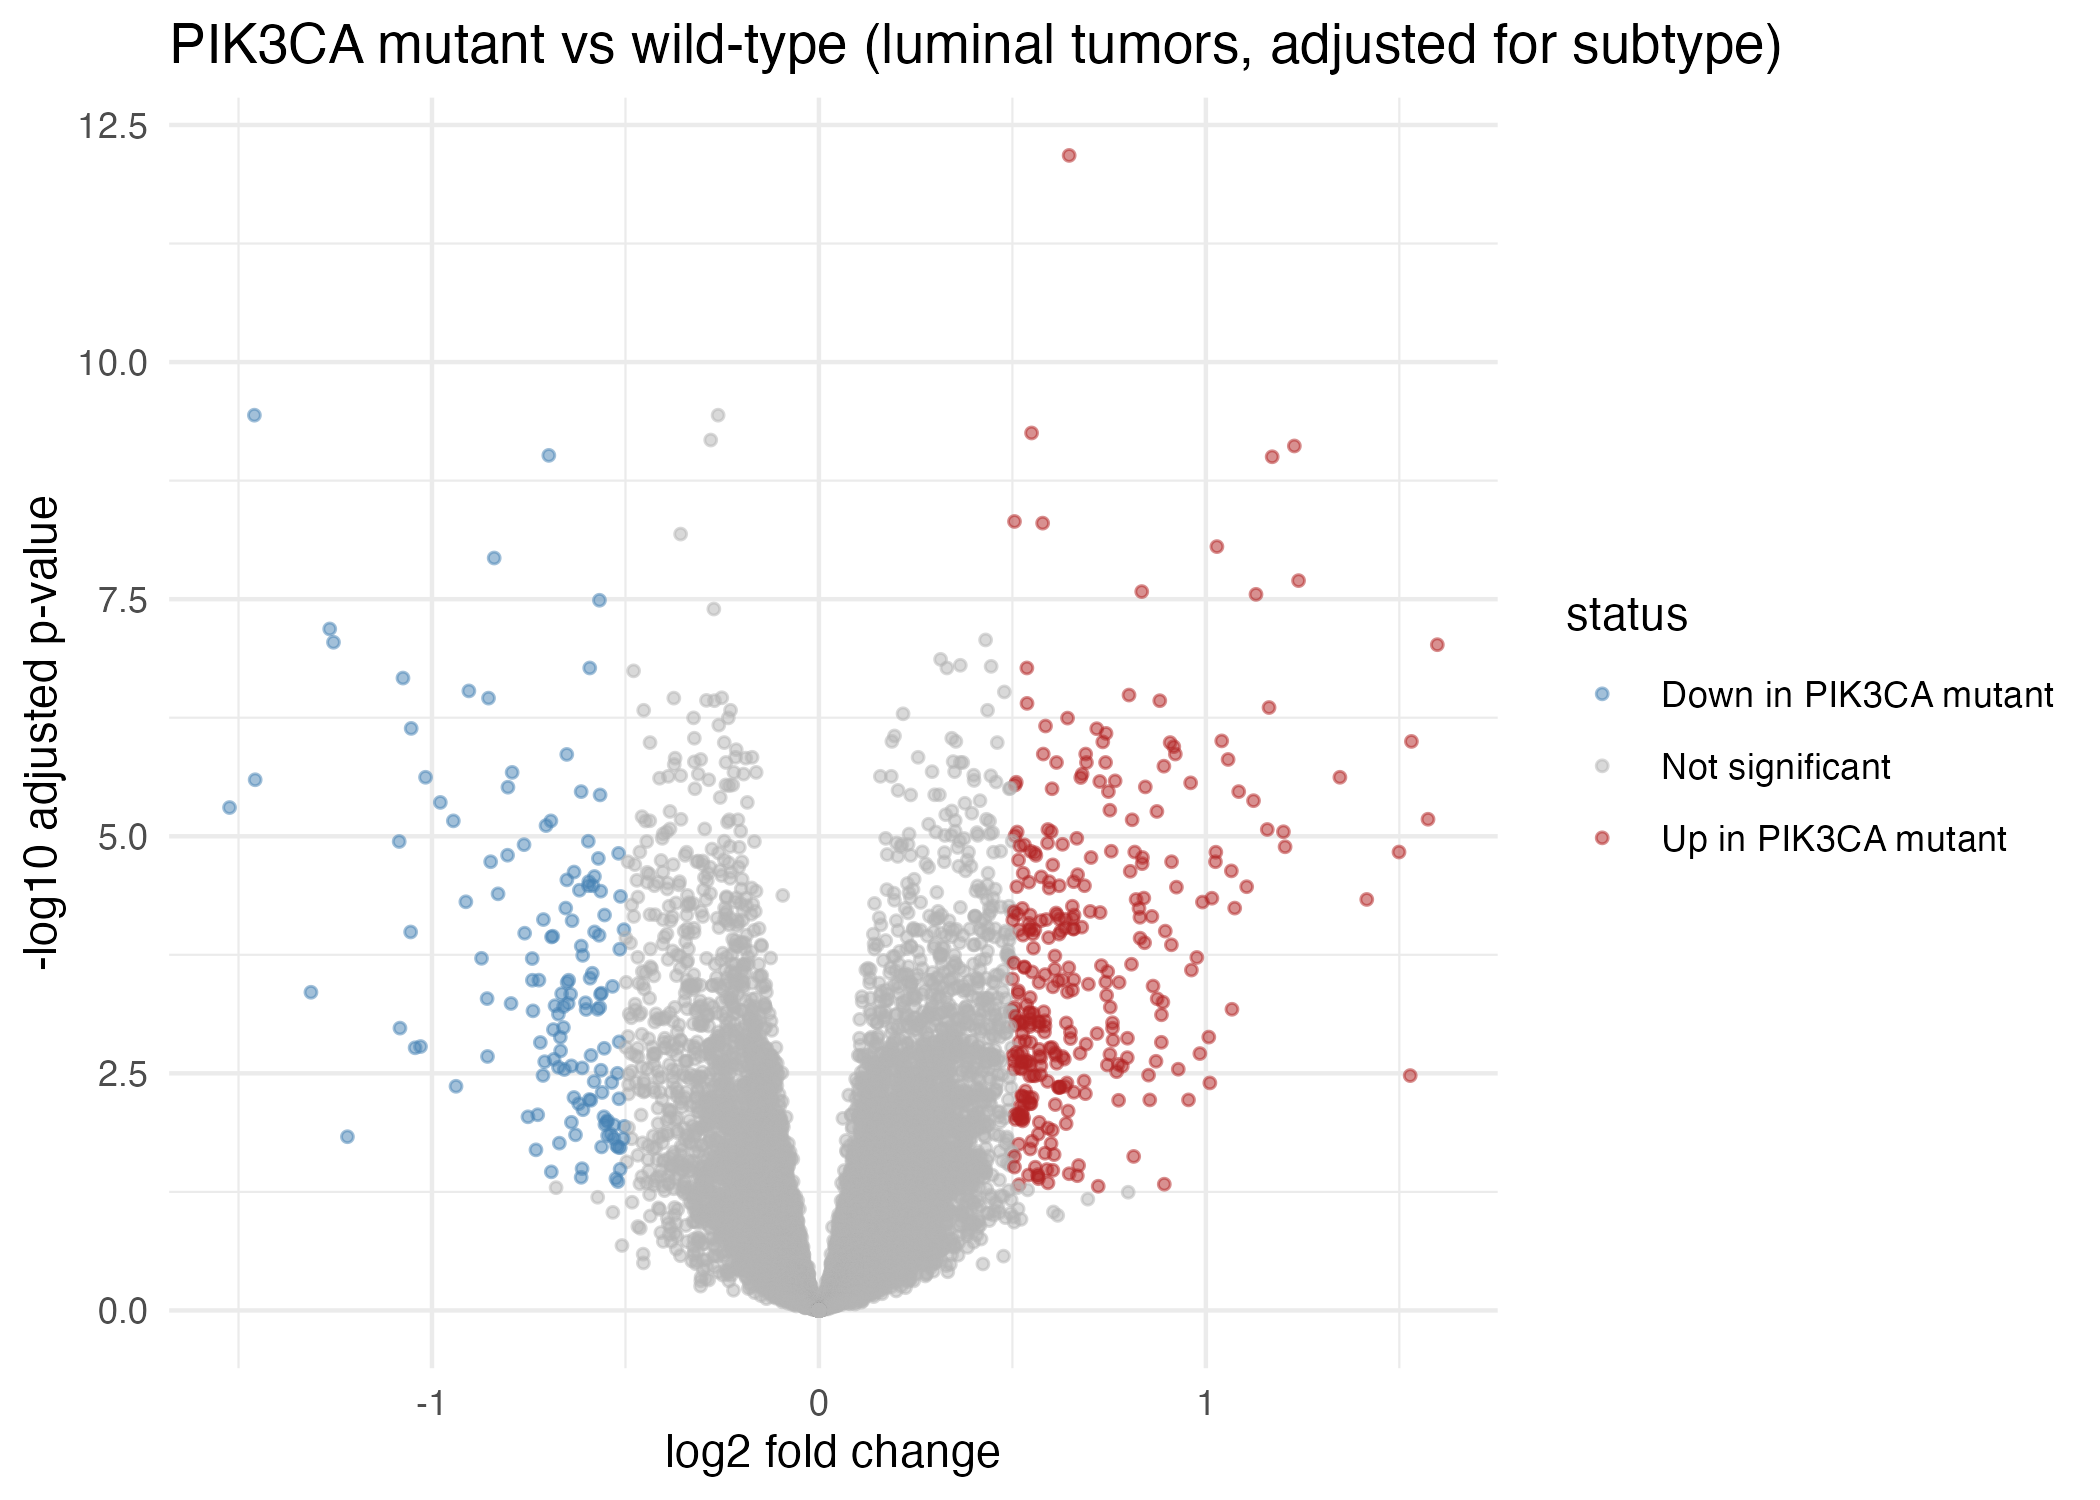 PIK3CA mutant vs wild-type (luminal tumors, adjusted for subtype)
12.5
10.0
7.5
5.0
2.5
0.0
-log10 adjusted p-value
-1
0
1
log2 fold change
status
Down in PIK3CA mutant
Not significant
Up in PIK3CA mutant